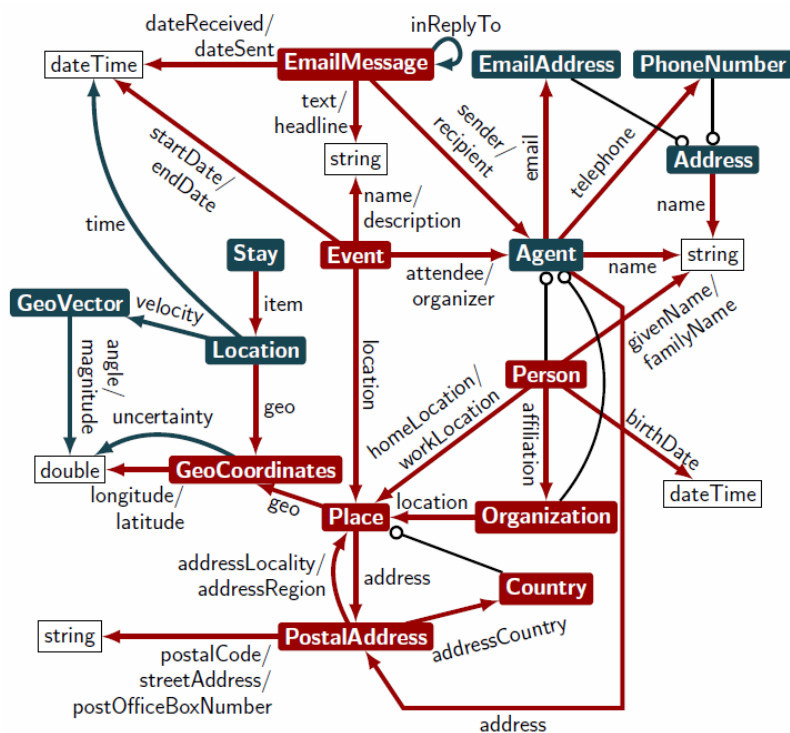 dateReceived/
dateSent
inReplyTo
dateTime
EmailMessage
EmailAddress
PhoneNumber
text/
headline
sender/
recipient
email
telephone
string
Address
startDate/
endDate
name/
description
name
time
Stay
Event
attendee/
organizer
Agent
name
string
GeoVector
velocity
item
givenName/
familyName
Location
location
Person
angle/
magnitude
uncertainty
geo
homeLocation/
workLocation
affiliation
birthDate
double
GeoCoordinates
longitude/
latitude
geo
Place
location
Organization
dateTime
addressLocality/
addressRegion
address
Country
string
PostalAddress
addressCountry
postalCode/
streetAddress/
postOfficeBoxNumber
address